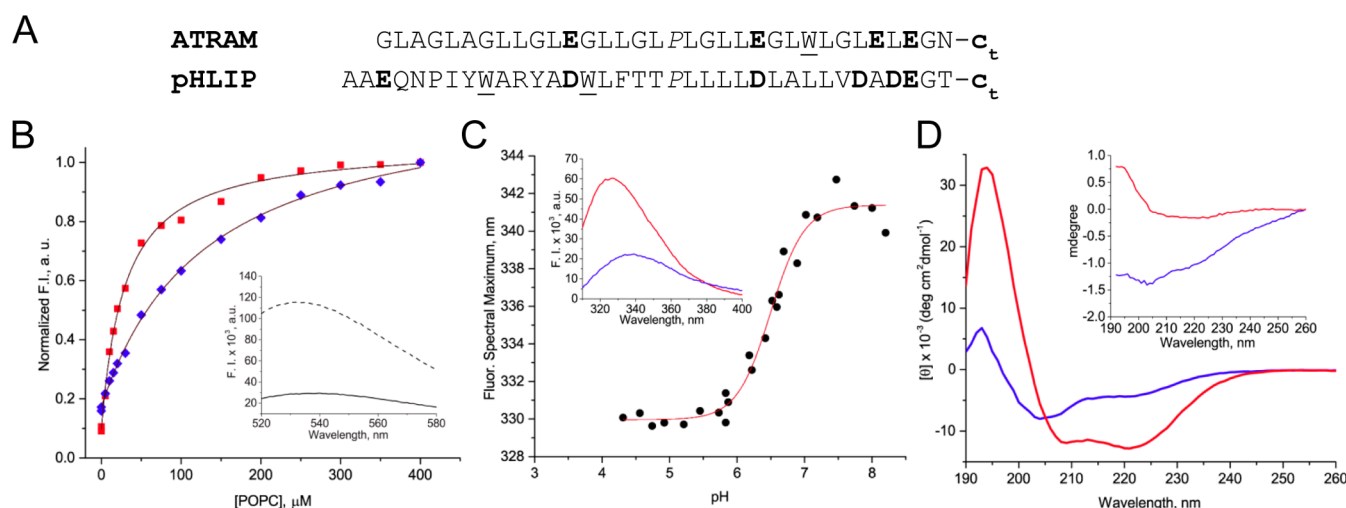 A
ATRAM GLAGLAGLLGLEGLLGLPLGLLEGLWLGLELEGN–ct
pHLIP AAEQNPIYWARYADWLFTTPLLLLDLALLVDADEGT–ct
B
Normalized F.I., a. u.
1.0
0.8
0.6
0.4
0.2
0.0
0 100 200 300 400
[POPC], μM
F. I. x 10³, a.u.
140
120
100
80
60
40
20
520 540 560 580
Wavelength, nm
C
Fluor. Spectral Maximum, nm
344
342
340
338
336
334
332
330
328
3 4 5 6 7 8
pH
F. I. x 10³, a.u.
70
60
50
40
30
20
10
0
320 340 360 380 400
Wavelength, nm
D
[θ] x 10⁻³ (deg cm²dmol⁻¹)
30
20
10
0
-10
190 200 210 220 230 240 250 260
Wavelength, nm
mdegree
1.0
0.5
0.0
-0.5
-1.0
-1.5
-2.0
190 200 210 220 230 240 250 260
Wavelength, nm